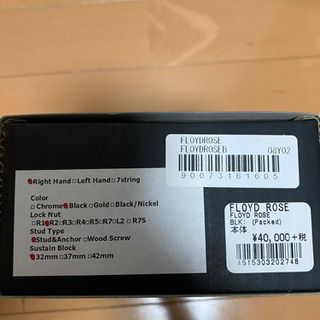 FLOYDROSE
FLOYDROSEB 08Y02
90073161605
Right Hand □ Left Hand □ 7string
Color
□ Chrome Black □ Gold □ Black/Nickel
Lock Nut
□ R1 R2 □ R3 □ R4 □ R5 □ R7 □ L2 □ R7S
Stud Type
Stud&Anchor □ Wood Screw
Sustain Block
32mm □ 37mm □ 42mm
FLOYD ROSE
FLOYD ROSE
BLK: (Packed)
本体
¥40,000+税
4515303202748